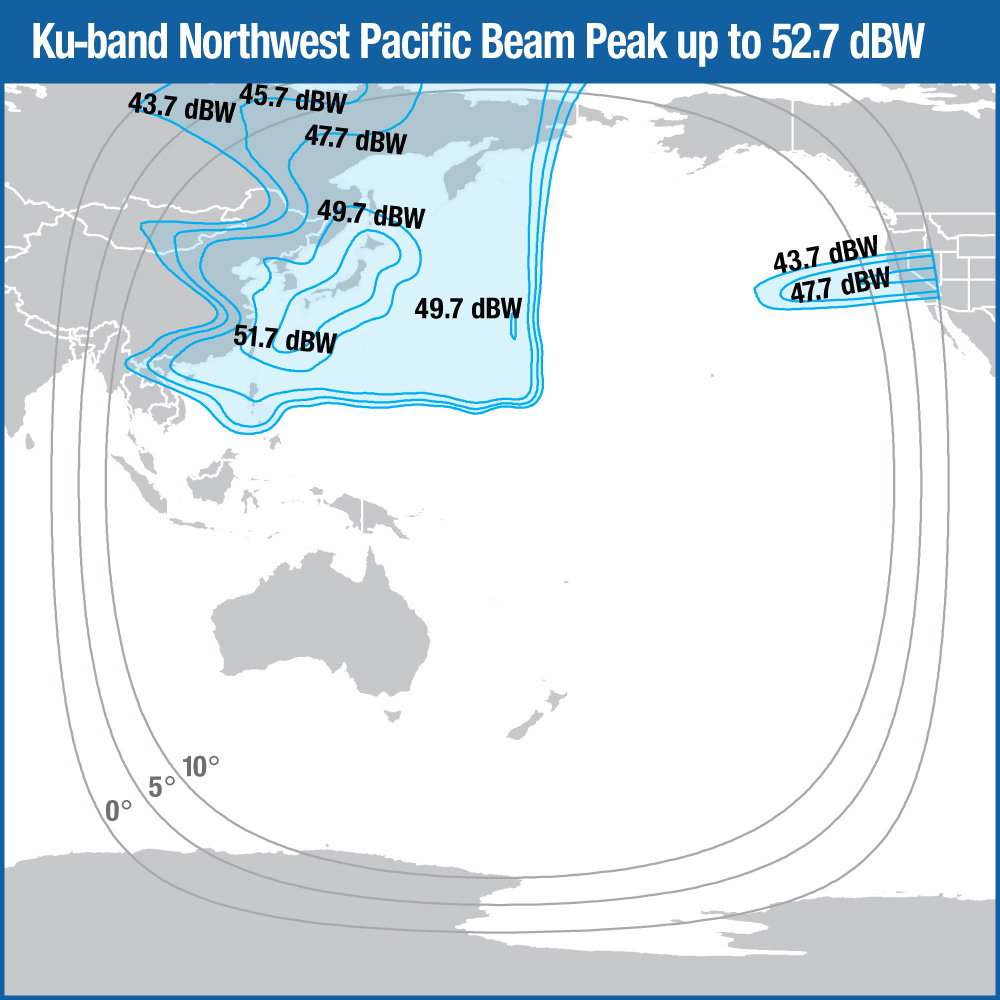 Ku-band Northwest Pacific Beam Peak up to 52.7 dBW
45.7 dBW
43.7 dBW
47.7 dBW
49.7 dBW
43.7 dBW
47.7 dBW
49.7 dBW
51.7 dBW
10°
5°
0°